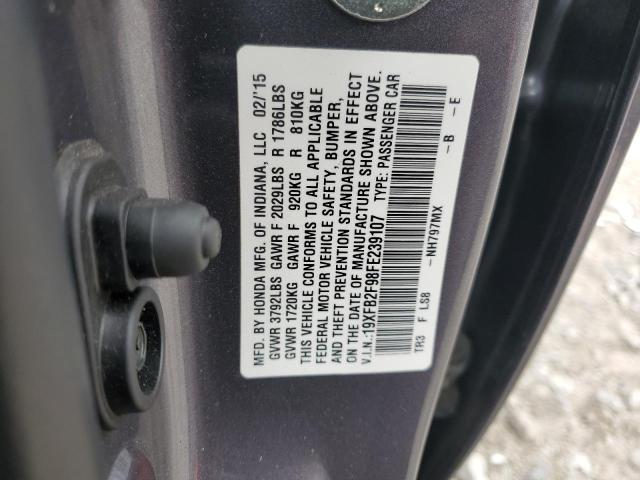 MFD. BY HONDA MFG. OF INDIANA, LLC 02/'15
GVWR 3792LBS GAWR F 2029LBS R 1786LBS
GVWR 1720KG GAWR F 920KG R 810KG
THIS VEHICLE CONFORMS TO ALL APPLICABLE
FEDERAL MOTOR VEHICLE SAFETY, BUMPER,
AND THEFT PREVENTION STANDARDS IN EFFECT
ON THE DATE OF MANUFACTURE SHOWN ABOVE.
V.I.N.:19XFB2F98FE239107 TYPE: PASSENGER CAR
-NH797MX -B -E
TR3 F LS8